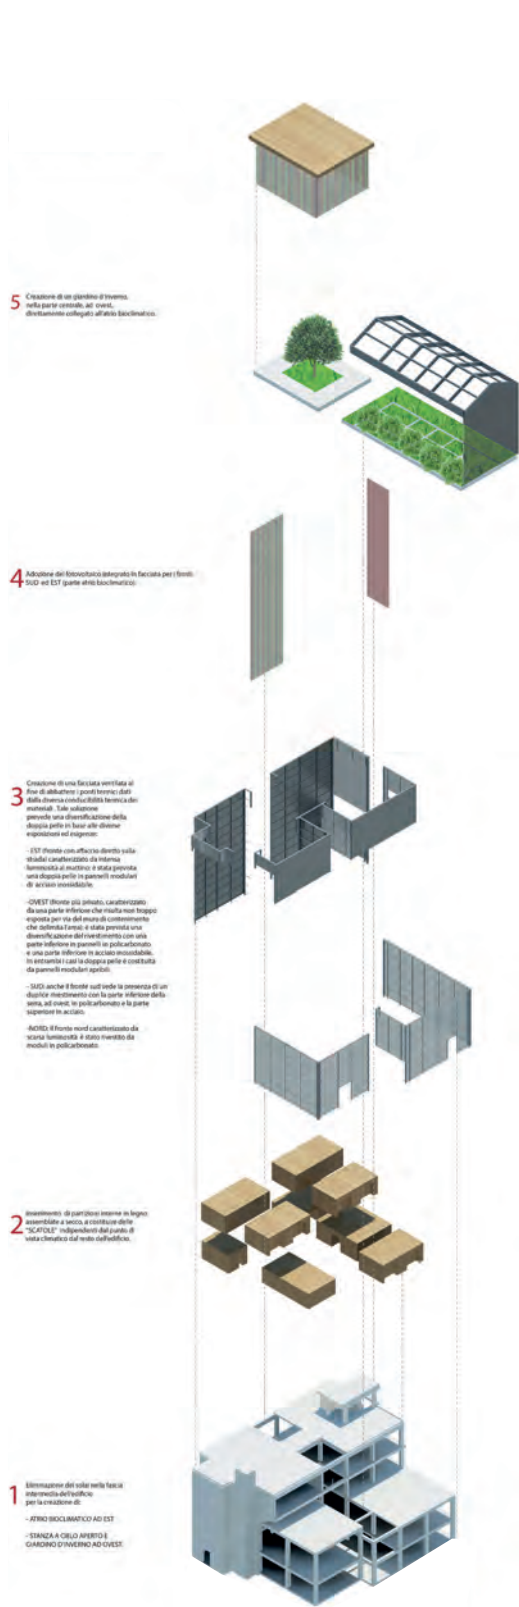 5
Creazione di un giardino d'inverno,
nella parte centrale, ad ovest,
direttamente collegato all'atrio bioclimatico.
4
Adozione del fotovoltaico integrato in facciata per i fronti
SUD ed EST (parte atrio bioclimatico)
3
Creazione di una facciata ventilata al
fine di abbattere i ponti termici dati
dalla diversa conducibilità termica dei
materiali. Tale soluzione
prevede una diversificazione della
doppia pelle in base alle diverse
esposizioni ed esigenze:
- EST (fronte con affaccio diretto sulla
strada) caratterizzato da intensa
luminosità al mattino: è stata prevista
una doppia pelle in pannelli modulari
di acciaio inossidabile.
-OVEST (fronte più privato, caratterizzato
da una parte inferiore che risulta non troppo
esposta per via del muro di contenimento
che delimita l'area): è stata prevista una
diversificazione del rivestimento con una
parte inferiore in pannelli in policarbonato
e una parte inferiore in acciaio inossidabile.
In entrambi i casi la doppia pelle è costituita
da pannelli modulari apribili.
- SUD: anche il fronte sud vede la presenza di un
duplice rivestimento con la parte inferiore della
serra, ad ovest, in policarbonato e la parte
superiore in acciaio.
-NORD: il fronte nord caratterizzato da
scarsa luminosità è stato rivestito da
moduli in policarbonato.
2
Inserimento di partizioni interne in legno
assemblate a secco, a costituire delle
"SCATOLE" indipendenti dal punto di
vista climatico dal resto dell'edificio.
1
Eliminazione dei solai nella fascia
intermedia dell'edificio
per la creazione di:
- ATRIO BIOCLIMATICO AD EST
- STANZA A CIELO APERTO E
GIARDINO D'INVERNO AD OVEST.